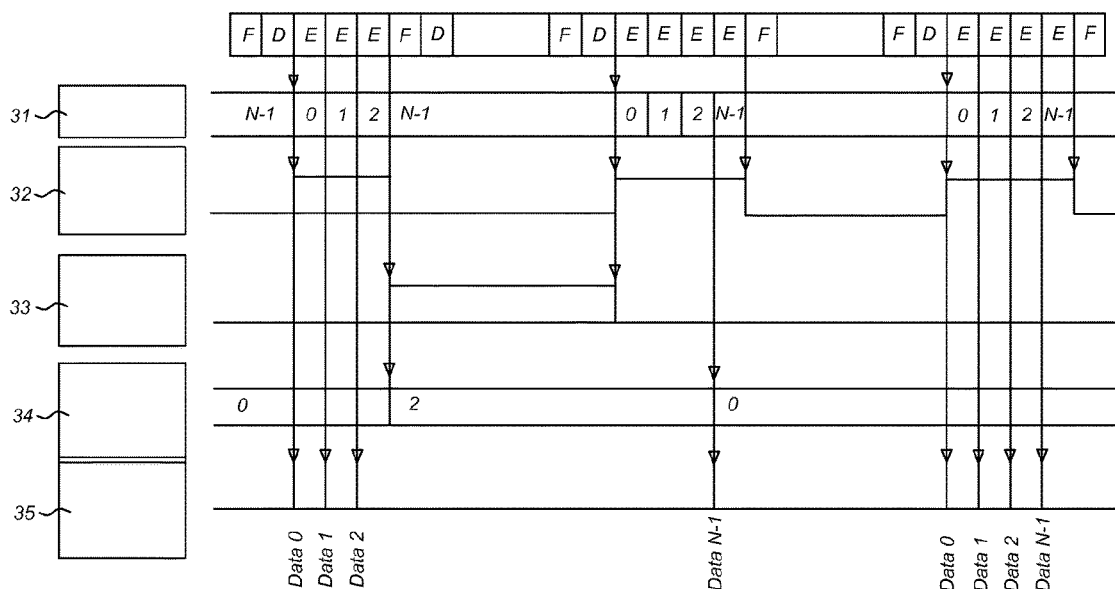 F D E E E F D F D E E E E F F D E E E E F
31 N-1 0 1 2 N-1 0 1 2 N-1 0 1 2 N-1
32
33
34 0 2 0
35
Data 0 Data 1 Data 2 Data N-1 Data 0 Data 1 Data 2 Data N-1